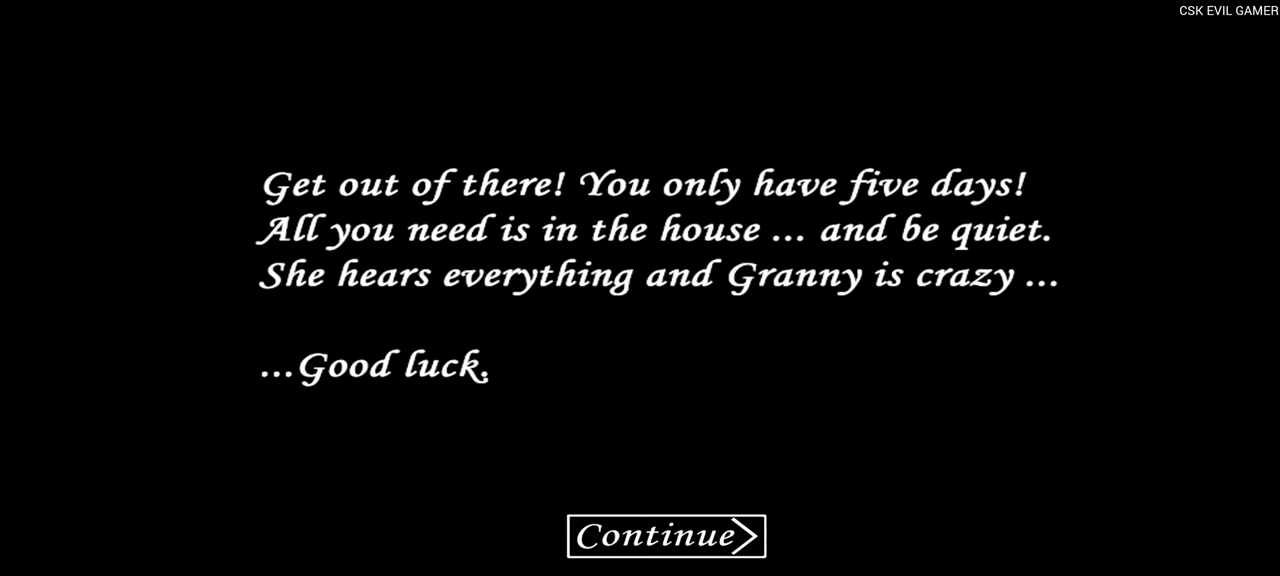 CSK EVIL GAMER
Get out of there! You only have five days!
All you need is in the house ... and be quiet.
She hears everything and Granny is crazy ...
...Good luck.
Continue>